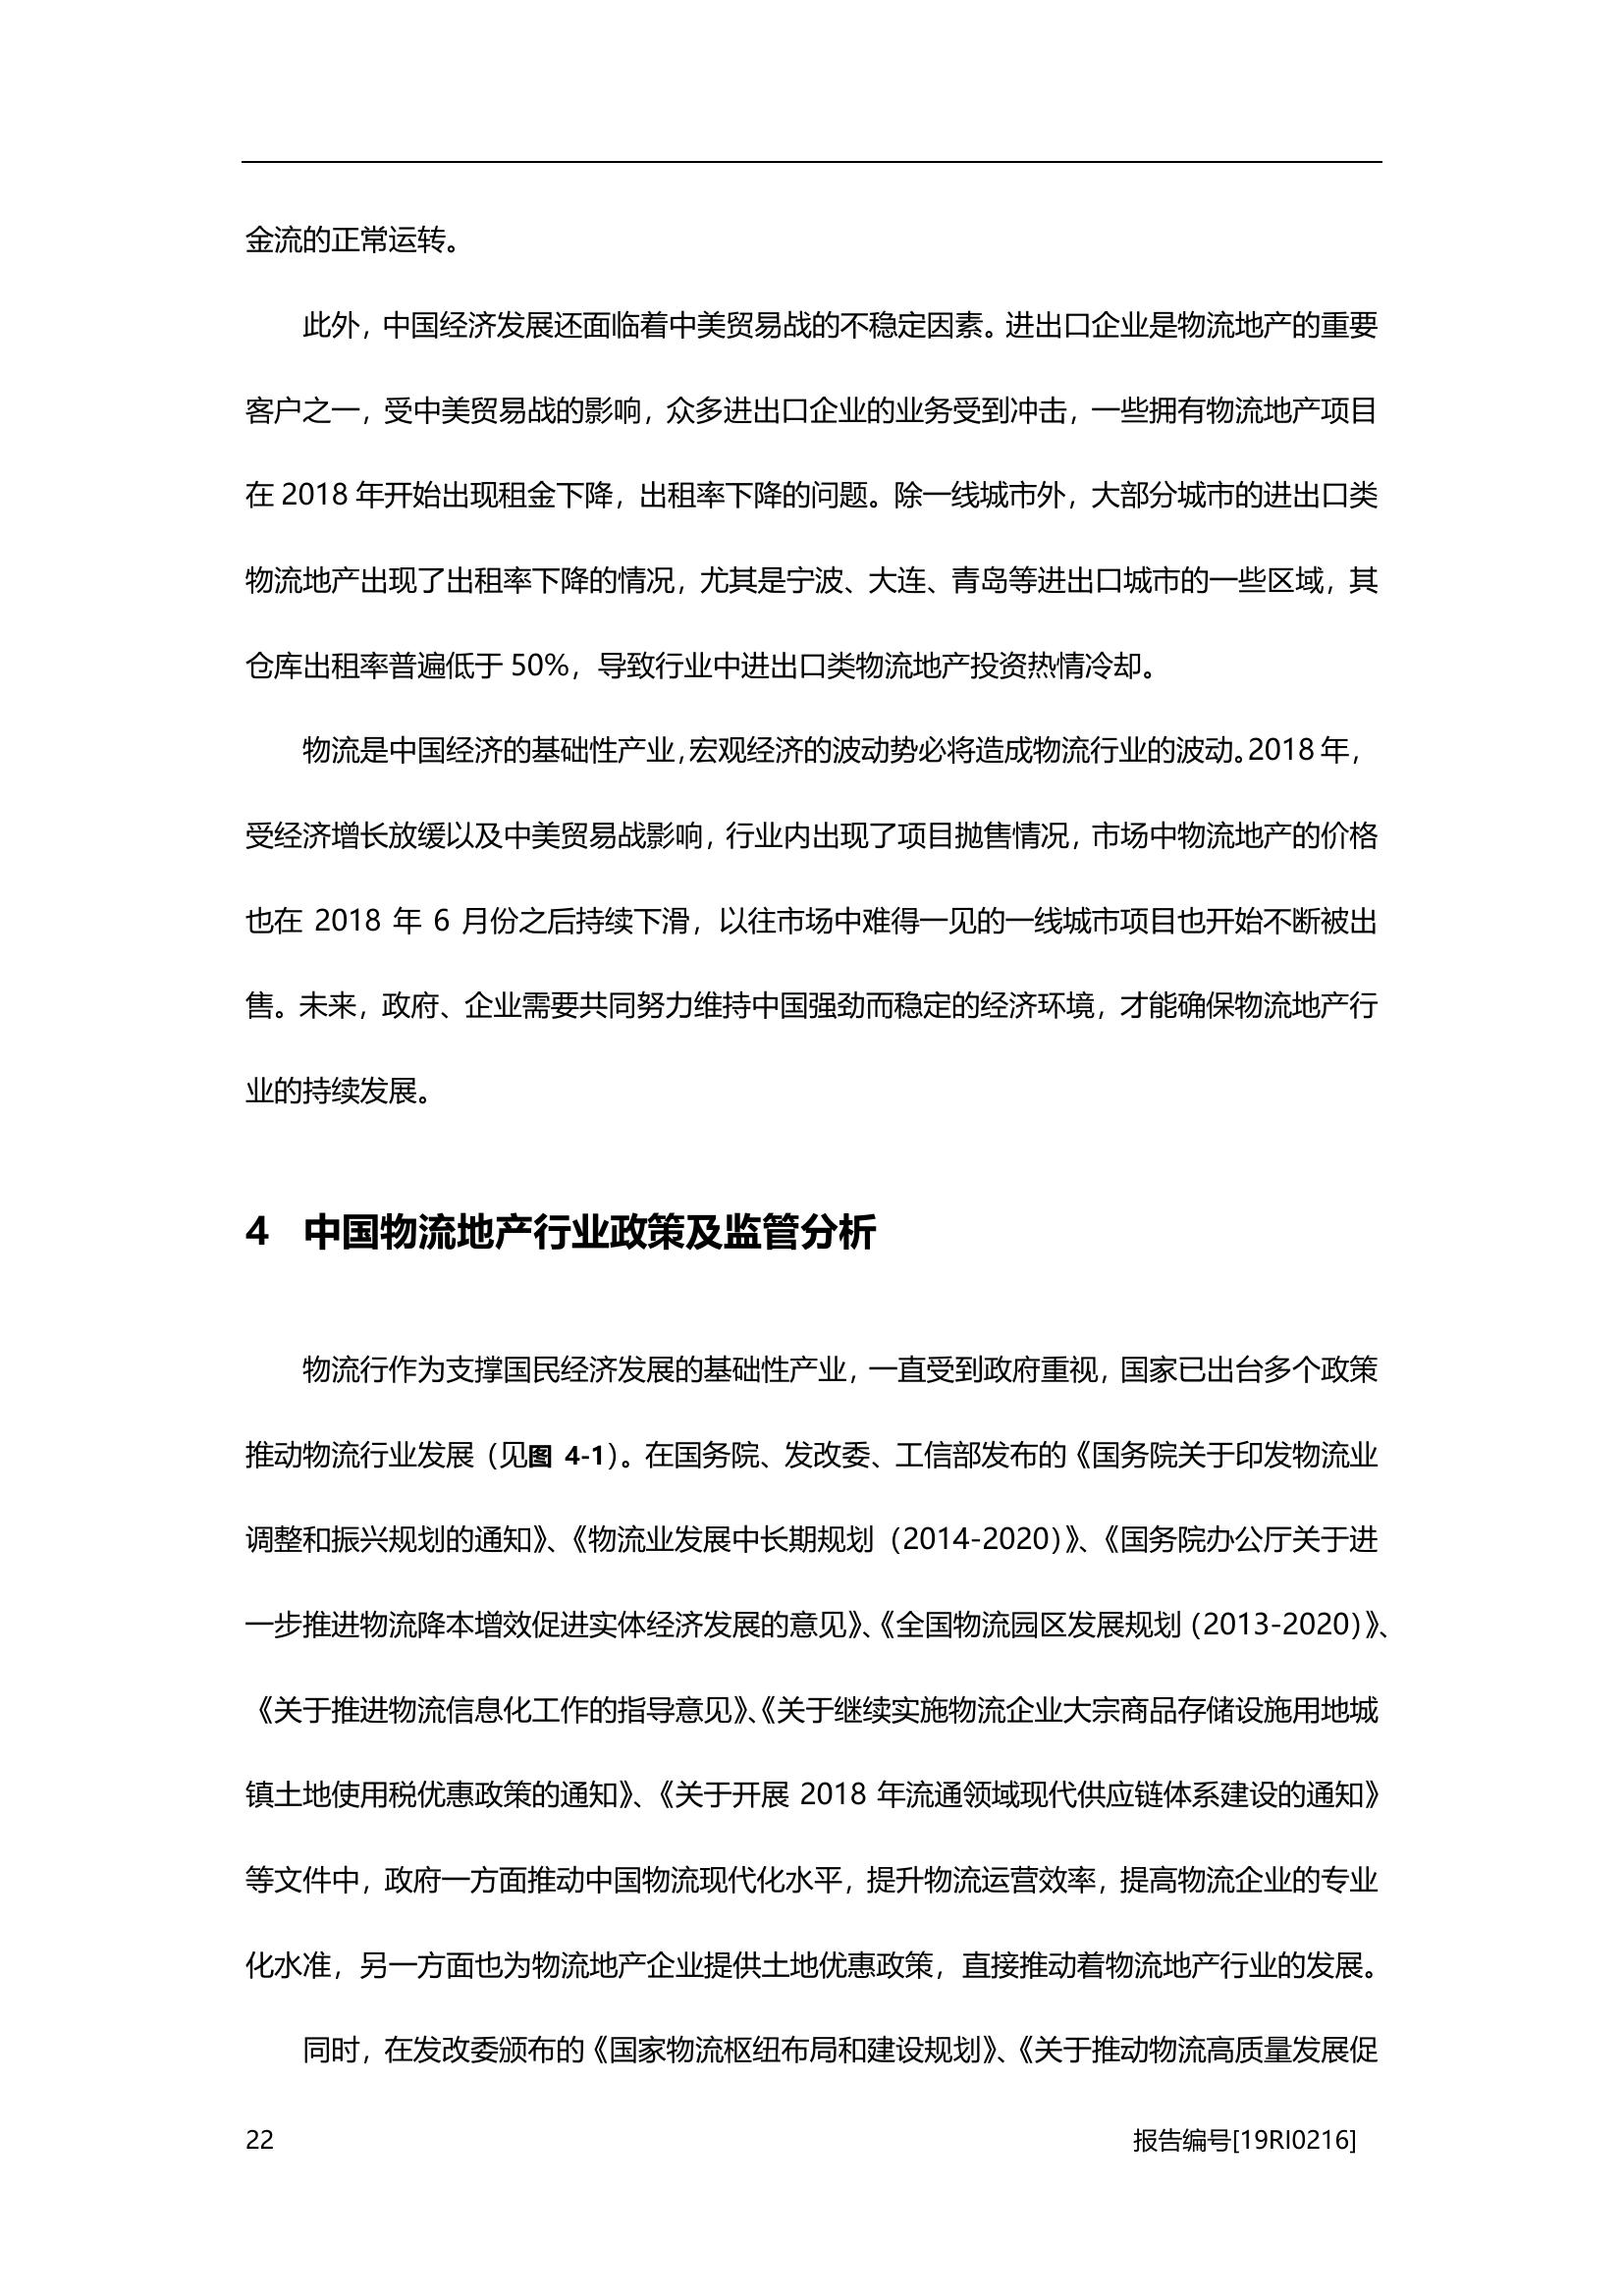 金流的正常运转。
此外，中国经济发展还面临着中美贸易战的不稳定因素。进出口企业是物流地产的重要
客户之一，受中美贸易战的影响，众多进出口企业的业务受到冲击，一些拥有物流地产项目
在 2018 年开始出现租金下降，出租率下降的问题。除一线城市外，大部分城市的进出口类
物流地产出现了出租率下降的情况，尤其是宁波、大连、青岛等进出口城市的一些区域，其
仓库出租率普遍低于 50%，导致行业中进出口类物流地产投资热情冷却。
物流是中国经济的基础性产业，宏观经济的波动势必将造成物流行业的波动。2018 年，
受经济增长放缓以及中美贸易战影响，行业内出现了项目抛售情况，市场中物流地产的价格
也在 2018 年 6 月份之后持续下滑，以往市场中难得一见的一线城市项目也开始不断被出
售。未来，政府、企业需要共同努力维持中国强劲而稳定的经济环境，才能确保物流地产行
业的持续发展。
4 中国物流地产行业政策及监管分析
物流行作为支撑国民经济发展的基础性产业，一直受到政府重视，国家已出台多个政策
推动物流行业发展（见图 4-1）。在国务院、发改委、工信部发布的《国务院关于印发物流业
调整和振兴规划的通知》、《物流业发展中长期规划（2014-2020）》、《国务院办公厅关于进
一步推进物流降本增效促进实体经济发展的意见》、《全国物流园区发展规划（2013-2020）》、
《关于推进物流信息化工作的指导意见》、《关于继续实施物流企业大宗商品存储设施用地城
镇土地使用税优惠政策的通知》、《关于开展 2018 年流通领域现代供应链体系建设的通知》
等文件中，政府一方面推动中国物流现代化水平，提升物流运营效率，提高物流企业的专业
化水准，另一方面也为物流地产企业提供土地优惠政策，直接推动着物流地产行业的发展。
同时，在发改委颁布的《国家物流枢纽布局和建设规划》、《关于推动物流高质量发展促
22 报告编号[19RI0216]